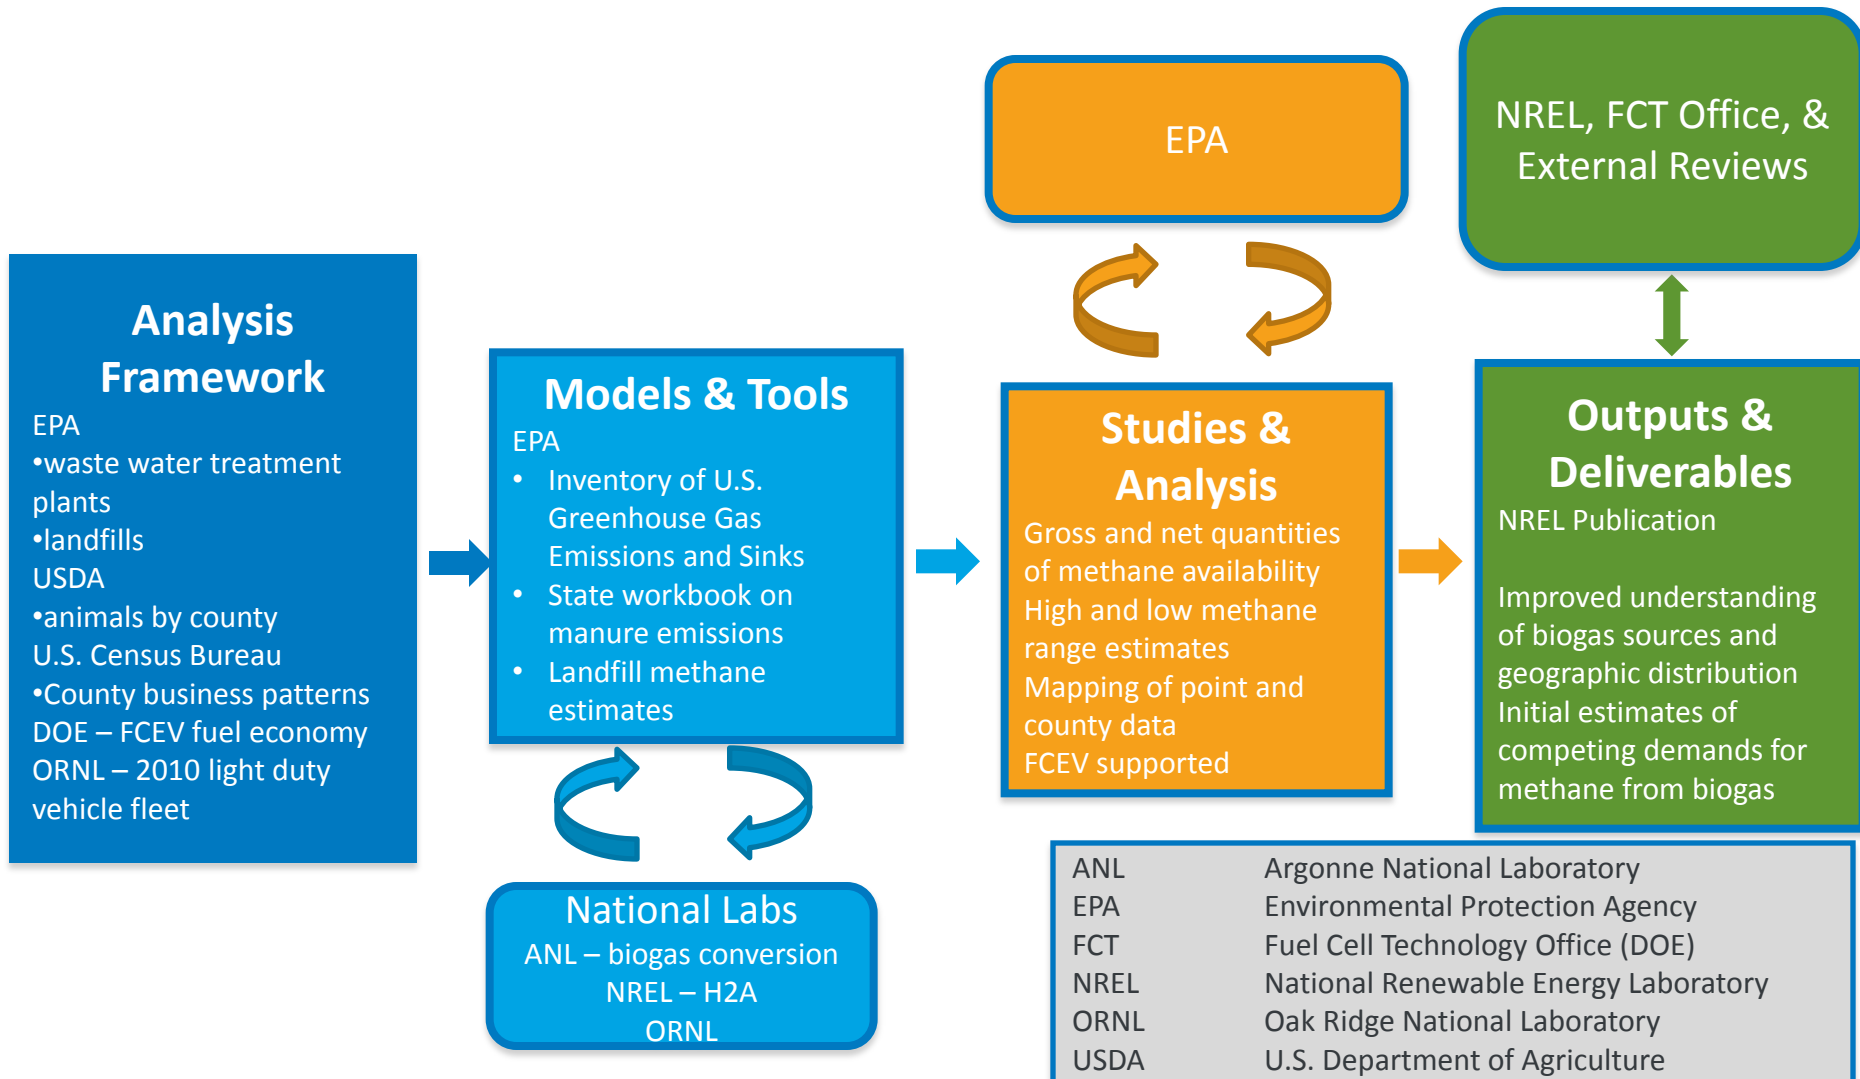 Analysis
Framework
EPA
•waste water treatment
plants
•landfills
USDA
•animals by county
U.S. Census Bureau
•County business patterns
DOE – FCEV fuel economy
ORNL – 2010 light duty
vehicle fleet
Models & Tools
EPA
• Inventory of U.S.
Greenhouse Gas
Emissions and Sinks
• State workbook on
manure emissions
• Landfill methane
estimates
National Labs
ANL – biogas conversion
NREL – H2A
ORNL
EPA
Studies &
Analysis
Gross and net quantities
of methane availability
High and low methane
range estimates
Mapping of point and
county data
FCEV supported
NREL, FCT Office, &
External Reviews
Outputs &
Deliverables
NREL Publication
Improved understanding
of biogas sources and
geographic distribution
Initial estimates of
competing demands for
methane from biogas
ANL Argonne National Laboratory
EPA Environmental Protection Agency
FCT Fuel Cell Technology Office (DOE)
NREL National Renewable Energy Laboratory
ORNL Oak Ridge National Laboratory
USDA U.S. Department of Agriculture